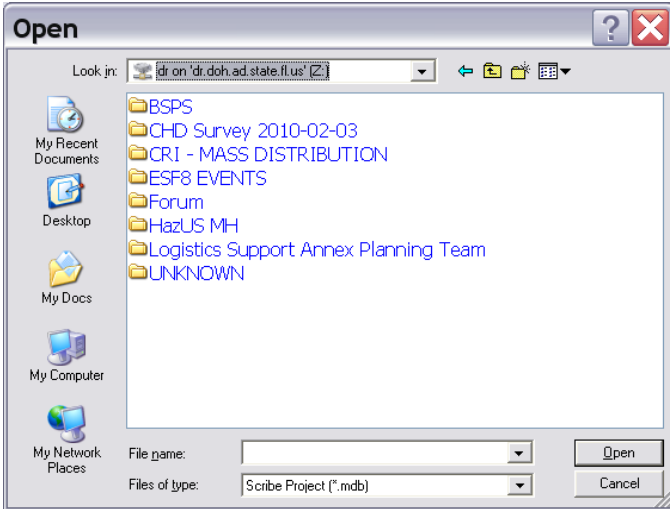 Open
Look in: dr on 'dr.doh.ad.state.fl.us' (Z:)
My Recent
Documents
Desktop
My Docs
My Computer
My Network
Places
BSPS
CHD Survey 2010-02-03
CRI - MASS DISTRIBUTION
ESF8 EVENTS
Forum
HazUS MH
Logistics Support Annex Planning Team
UNKNOWN
File name:
Open
Files of type: Scribe Project (*.mdb)
Cancel